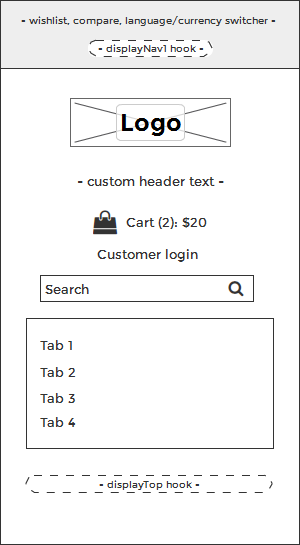 - wishlist, compare, language/currency switcher -
- displayNav1 hook -
Logo
- custom header text -
Cart (2): $20
Customer login
Search
Tab 1
Tab 2
Tab 3
Tab 4
- displayTop hook -